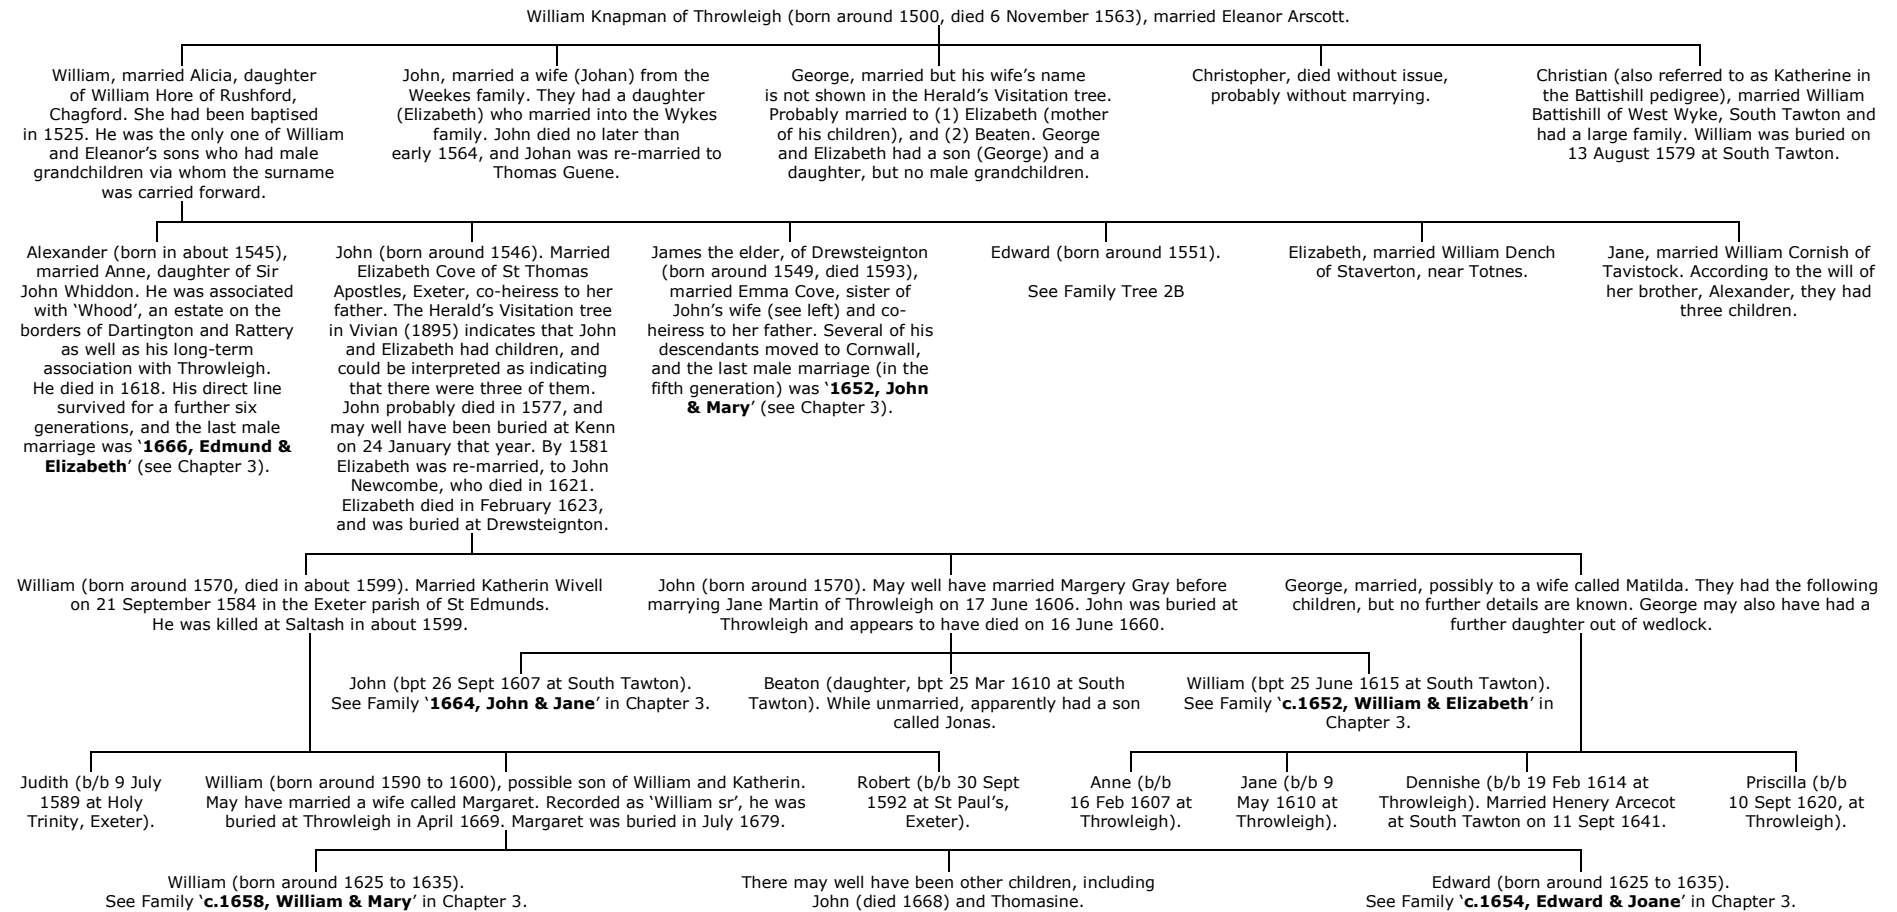 William Knapman of Throwleigh (born around 1500, died 6 November 1563), married Eleanor Arscott.
William, married Alicia, daughter
of William Hore of Rushford,
Chagford. She had been baptised
in 1525. He was the only one of William
and Eleanor’s sons who had male
grandchildren via whom the surname
was carried forward.
John, married a wife (Johan) from the
Weekes family. They had a daughter
(Elizabeth) who married into the Wykes
family. John died no later than
early 1564, and Johan was re-married to
Thomas Guene.
George, married but his wife’s name
is not shown in the Herald’s Visitation tree.
Probably married to (1) Elizabeth (mother
of his children), and (2) Beaten. George
and Elizabeth had a son (George) and a
daughter, but no male grandchildren.
Christopher, died without issue,
probably without marrying.
Christian (also referred to as Katherine in
the Battishill pedigree), married William
Battishill of West Wyke, South Tawton and
had a large family. William was buried on
13 August 1579 at South Tawton.
Alexander (born in about 1545),
married Anne, daughter of Sir
John Whiddon. He was associated
with ‘Whood’, an estate on the
borders of Dartington and Rattery
as well as his long-term
association with Throwleigh.
He died in 1618. His direct line
survived for a further six
generations, and the last male
marriage was ‘1666, Edmund &
Elizabeth’ (see Chapter 3).
John (born around 1546). Married
Elizabeth Cove of St Thomas
Apostles, Exeter, co-heiress to her
father. The Herald’s Visitation tree
in Vivian (1895) indicates that John
and Elizabeth had children, and
could be interpreted as indicating
that there were three of them.
John probably died in 1577, and
may well have been buried at Kenn
on 24 January that year. By 1581
Elizabeth was re-married, to John
Newcombe, who died in 1621.
Elizabeth died in February 1623,
and was buried at Drewsteignton.
James the elder, of Drewsteignton
(born around 1549, died 1593),
married Emma Cove, sister of
John’s wife (see left) and co-
heiress to her father. Several of his
descendants moved to Cornwall,
and the last male marriage (in the
fifth generation) was ‘1652, John
& Mary’ (see Chapter 3).
Edward (born around 1551).
See Family Tree 2B
Elizabeth, married William Dench
of Staverton, near Totnes.
Jane, married William Cornish of
Tavistock. According to the will of
her brother, Alexander, they had
three children.
William (born around 1570, died in about 1599). Married Katherin Wivell
on 21 September 1584 in the Exeter parish of St Edmunds.
He was killed at Saltash in about 1599.
John (born around 1570). May well have married Margery Gray before
marrying Jane Martin of Throwleigh on 17 June 1606. John was buried at
Throwleigh and appears to have died on 16 June 1660.
George, married, possibly to a wife called Matilda. They had the following
children, but no further details are known. George may also have had a
further daughter out of wedlock.
John (bpt 26 Sept 1607 at South Tawton).
See Family ‘1664, John & Jane’ in Chapter 3.
Beaton (daughter, bpt 25 Mar 1610 at South
Tawton). While unmarried, apparently had a son
called Jonas.
William (bpt 25 June 1615 at South Tawton).
See Family ‘c.1652, William & Elizabeth’ in
Chapter 3.
Judith (b/b 9 July
1589 at Holy
Trinity, Exeter).
William (born around 1590 to 1600), possible son of William and Katherin.
May have married a wife called Margaret. Recorded as ‘William sr’, he was
buried at Throwleigh in April 1669. Margaret was buried in July 1679.
Robert (b/b 30 Sept
1592 at St Paul’s,
Exeter).
Anne (b/b
16 Feb 1607 at
Throwleigh).
Jane (b/b 9
May 1610 at
Throwleigh).
Dennishe (b/b 19 Feb 1614 at
Throwleigh). Married Henery Arcecot
at South Tawton on 11 Sept 1641.
Priscilla (b/b
10 Sept 1620, at
Throwleigh).
William (born around 1625 to 1635).
See Family ‘c.1658, William & Mary’ in Chapter 3.
There may well have been other children, including
John (died 1668) and Thomasine.
Edward (born around 1625 to 1635).
See Family ‘c.1654, Edward & Joane’ in Chapter 3.